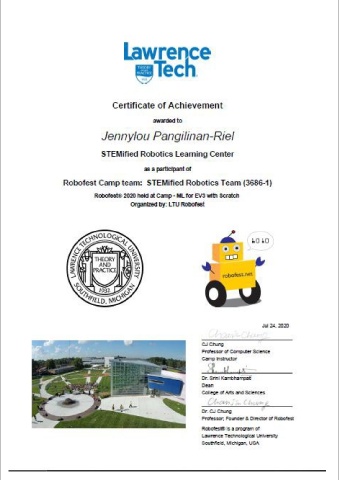 Lawrence
Tech
THEORY
AND
PRACTICE
Certificate of Achievement
awarded to
Jennylou Pangilinan-Riel
STEMified Robotics Learning Center
as a participant of
Robofest Camp team: STEMified Robotics Team (3686-1)
Robofest® 2020 held at Camp - ML for EV3 with Scratch
Organized by: LTU Robofest
LAWRENCE TECHNOLOGICAL UNIVERSITY
THEORY
AND
PRACTICE
1932
SOUTHFIELD, MICHIGAN
robofest.net
Jul 24, 2020
CJ Chung
Professor of Computer Science
Camp Instructor
Dr. Srini Kambhampati
Dean
College of Arts and Sciences
Dr. CJ Chung
Professor; Founder & Director of Robofest
Robofest® is a program of
Lawrence Technological University
Southfield, Michigan, USA